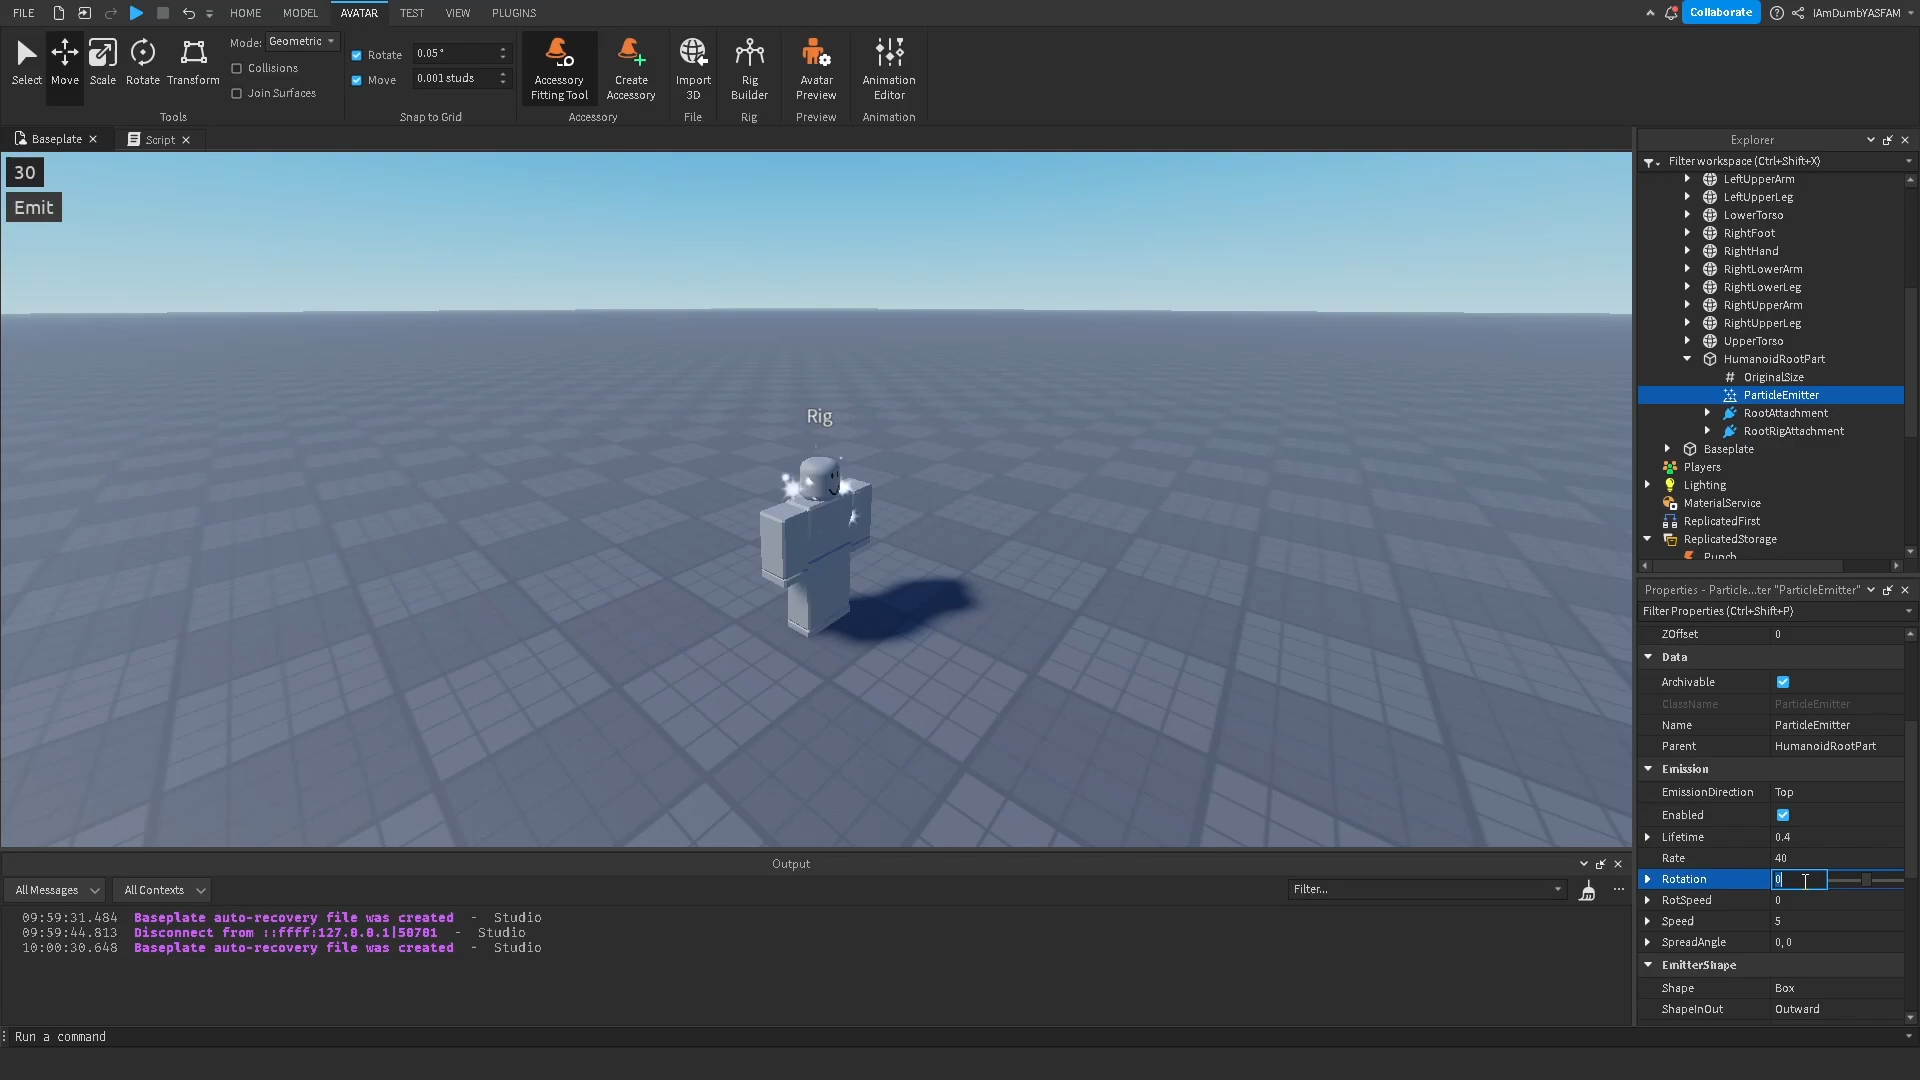 FILE HOME MODEL AVATAR TEST VIEW PLUGINS Collaborate IAmDumbYASFAM
Select Move Scale Rotate Transform
Mode: Geometric
Collisions
Join Surfaces
Rotate 0.05°
Move 0.001 studs
Accessory Fitting Tool
Create Accessory
Import 3D
Rig Builder
Avatar Preview
Animation Editor
Tools Snap to Grid Accessory File Rig Preview Animation
Baseplate Script
30
Emit
Rig
Explorer
Filter workspace (Ctrl+Shift+X)
LeftUpperArm
LeftUpperLeg
LowerTorso
RightFoot
RightHand
RightLowerArm
RightLowerLeg
RightUpperArm
RightUpperLeg
UpperTorso
HumanoidRootPart
OriginalSize
ParticleEmitter
RootAttachment
RootRigAttachment
Baseplate
Players
Lighting
MaterialService
ReplicatedFirst
ReplicatedStorage
Punch
Properties - Particle...ter "ParticleEmitter"
Filter Properties (Ctrl+Shift+P)
ZOffset 0
Data
Archivable
ClassName ParticleEmitter
Name ParticleEmitter
Parent HumanoidRootPart
Emission
EmissionDirection Top
Enabled
Lifetime 0.4
Rate 40
Rotation 0
RotSpeed 0
Speed 5
SpreadAngle 0, 0
EmitterShape
Shape Box
ShapeInOut Outward
Output
All Messages All Contexts Filter...
09:59:31.484 Baseplate auto-recovery file was created - Studio
09:59:44.813 Disconnect from ::ffff:127.0.0.1|50701 - Studio
10:00:30.648 Baseplate auto-recovery file was created - Studio
Run a command